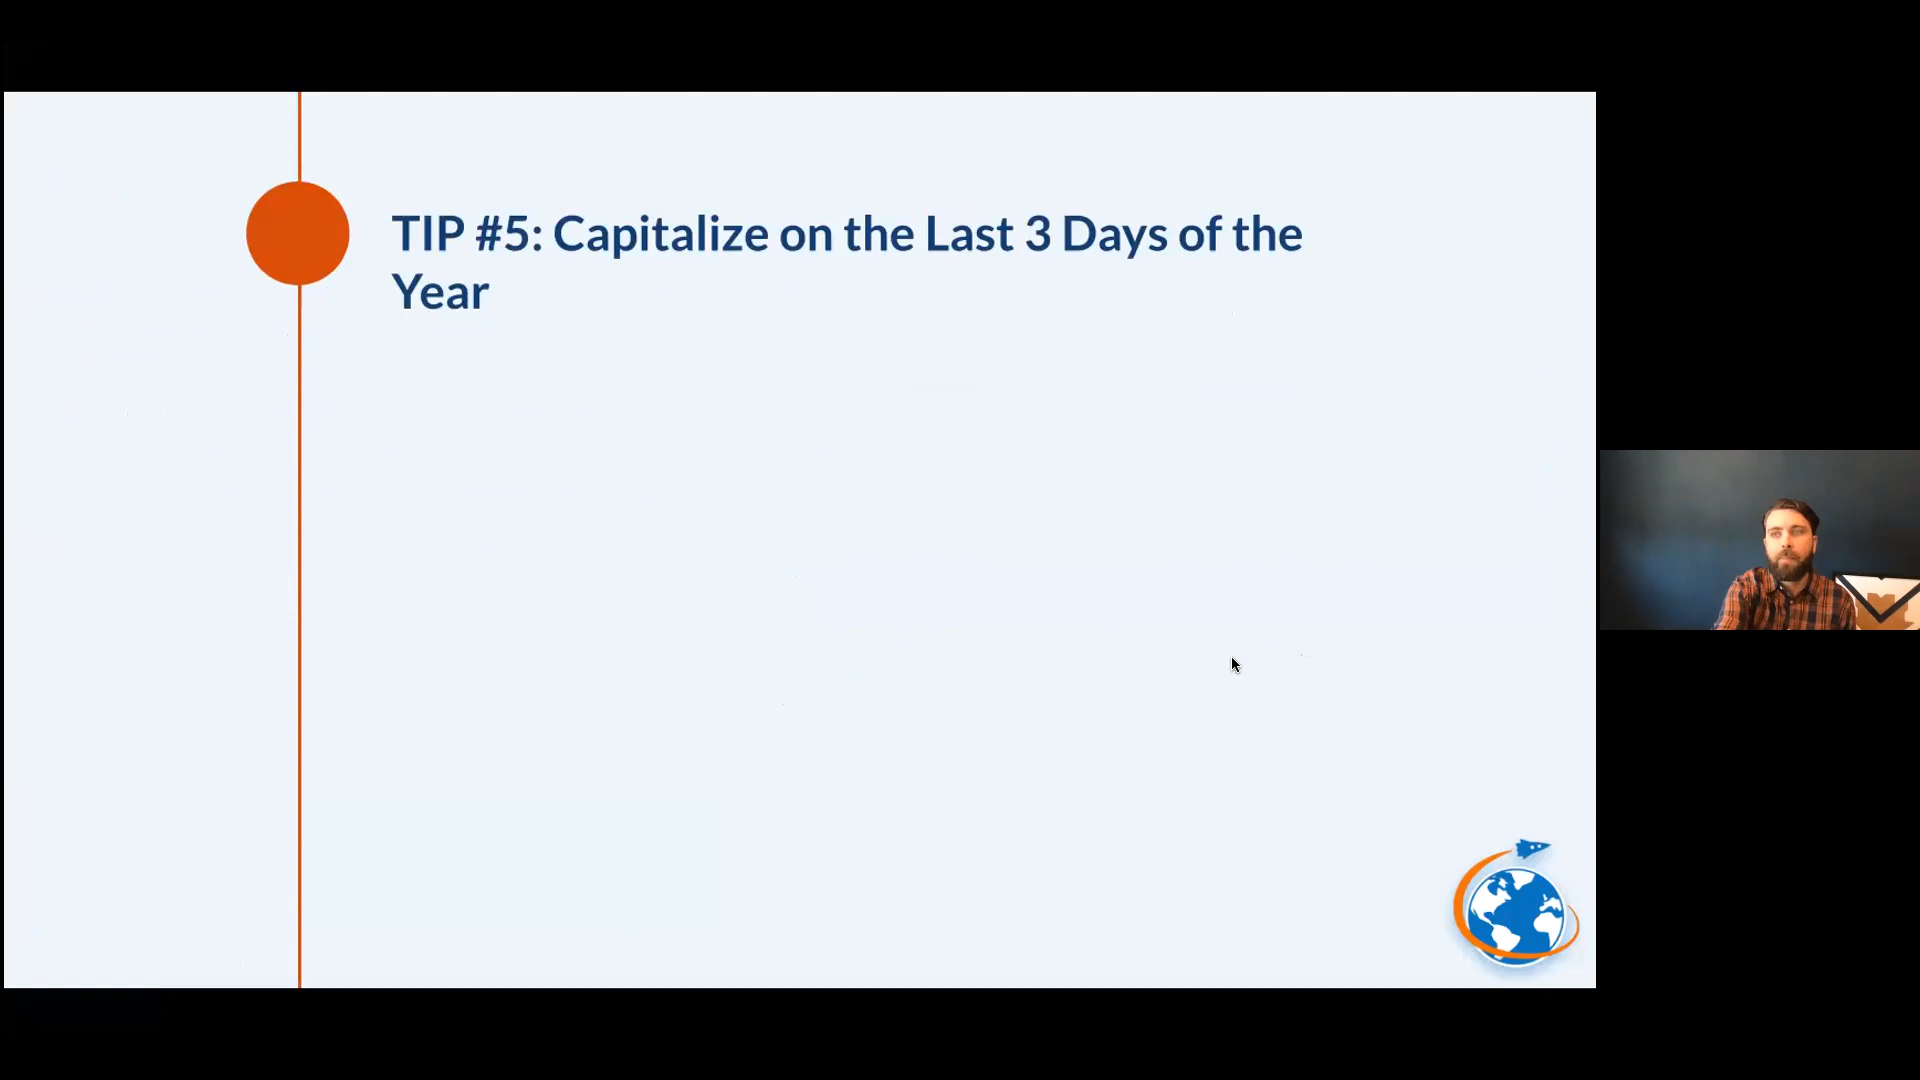 TIP #5: Capitalize on the Last 3 Days of the
Year